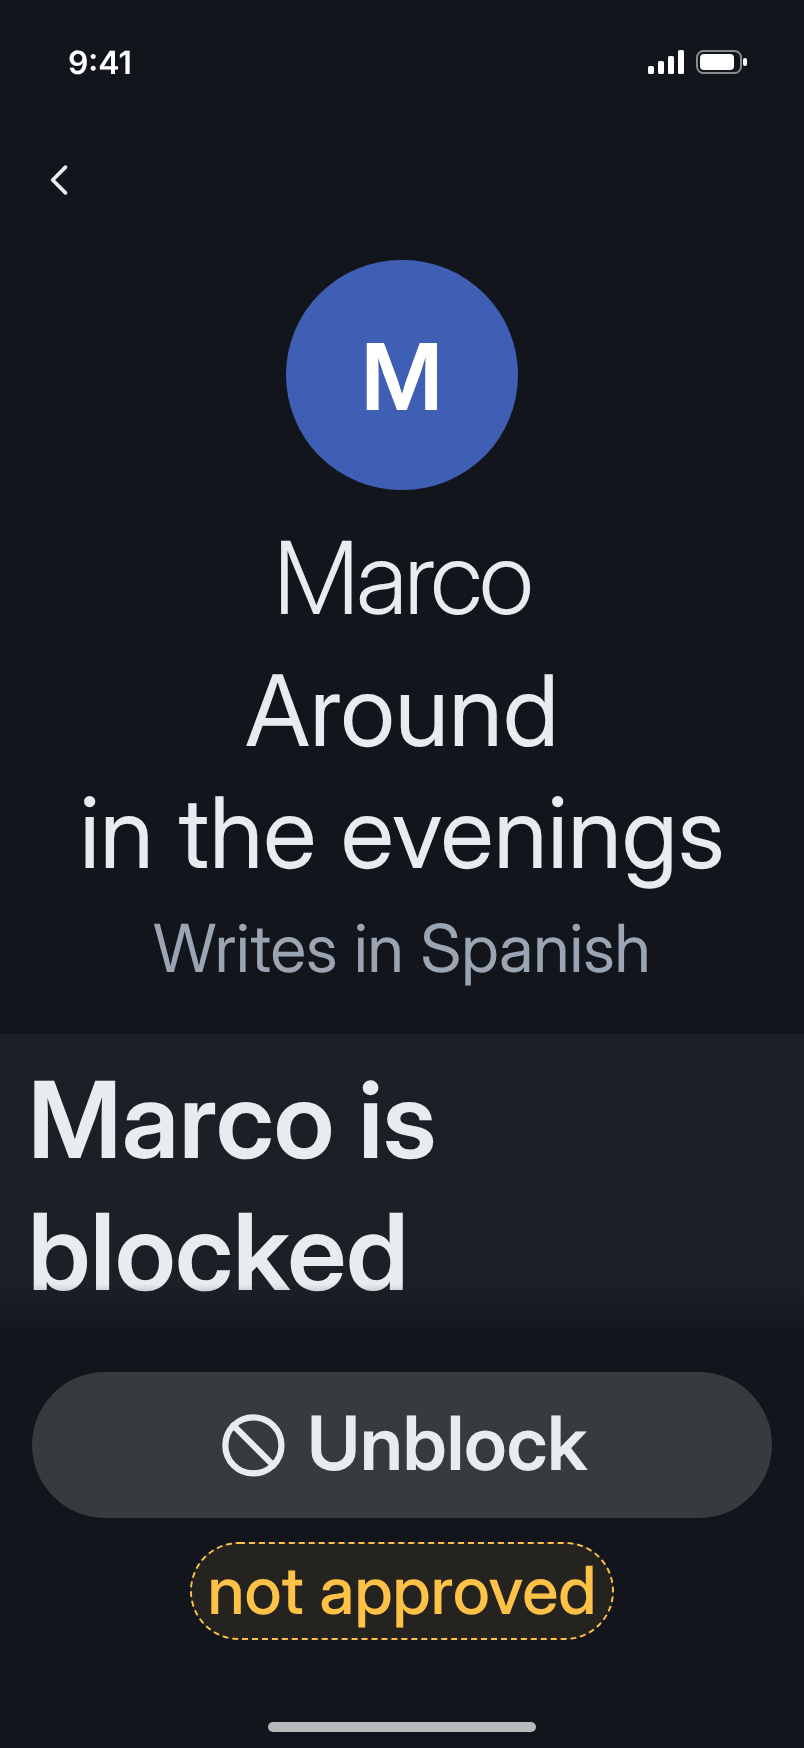 9:41
M
Marco
Around
in the evenings
Writes in Spanish
Marco is
blocked
Unblock
not approved